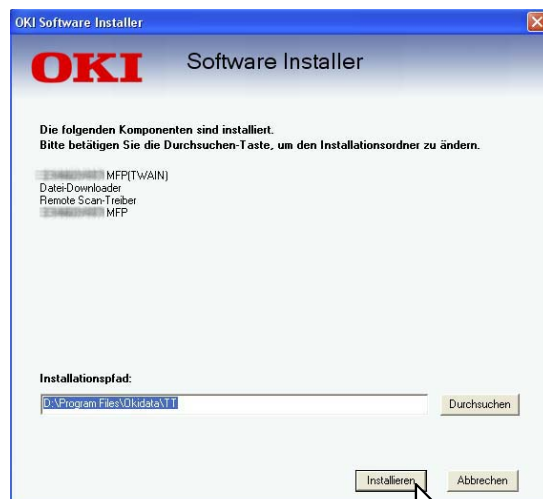 OKI Software Installer
OKI
Software Installer
Die folgenden Komponenten sind installiert.
Bitte betätigen Sie die Durchsuchen-Taste, um den Installationsordner zu ändern.
MFP(TWAIN)
Datei-Downloader
Remote Scan-Treiber
MFP
Installationspfad:
D:\Program Files\Okidata\TT
Durchsuchen
Installieren
Abbrechen